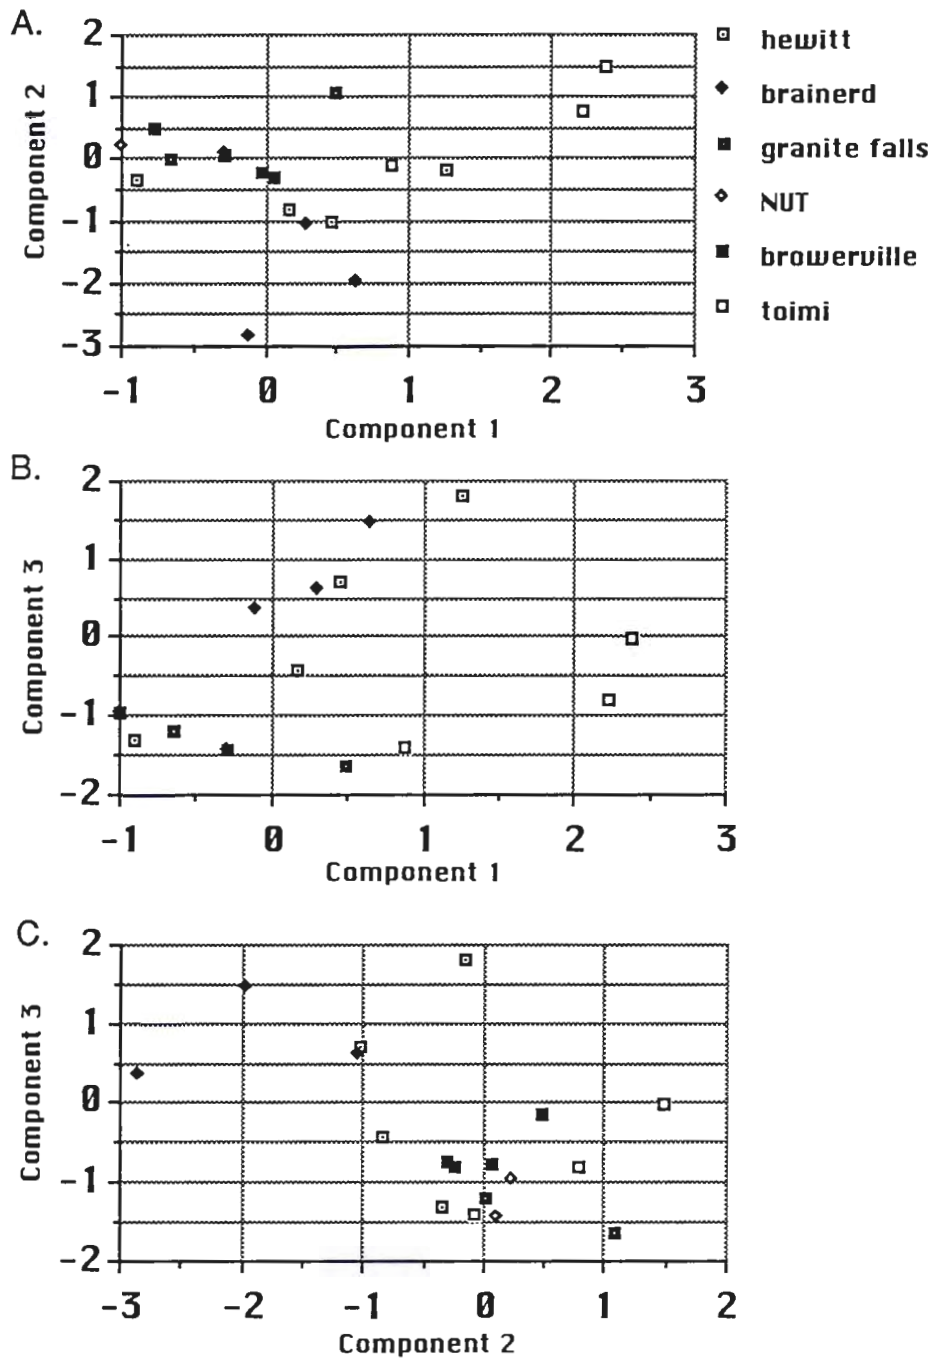 A.
2
1
0
-1
-2
-3
-1 0 1 2 3
Component 2
Component 1
hewitt
brainerd
granite falls
NUT
browerville
toimi
B.
2
1
0
-1
-2
-1 0 1 2 3
Component 3
Component 1
C.
2
1
0
-1
-2
-3 -2 -1 0 1 2
Component 3
Component 2